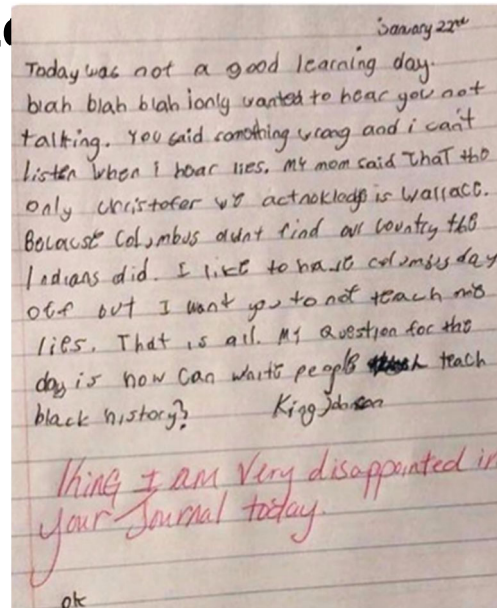 January 22nd
Today was not a good learning day.
blah blah blah i only wanted to hear you not
talking. You said something wrong and i can't
listen when i hear lies. My mom said That the
only christofer we acknoklodge is wallace.
Because Columbus didnt find our country the
Indians did. I like to have columbus day
off but I want you to not teach me
lies. That is all. My question for the
day is how can white people teach
black history?
King Johnson
King I am very disappointed in
your Journal today.
ok